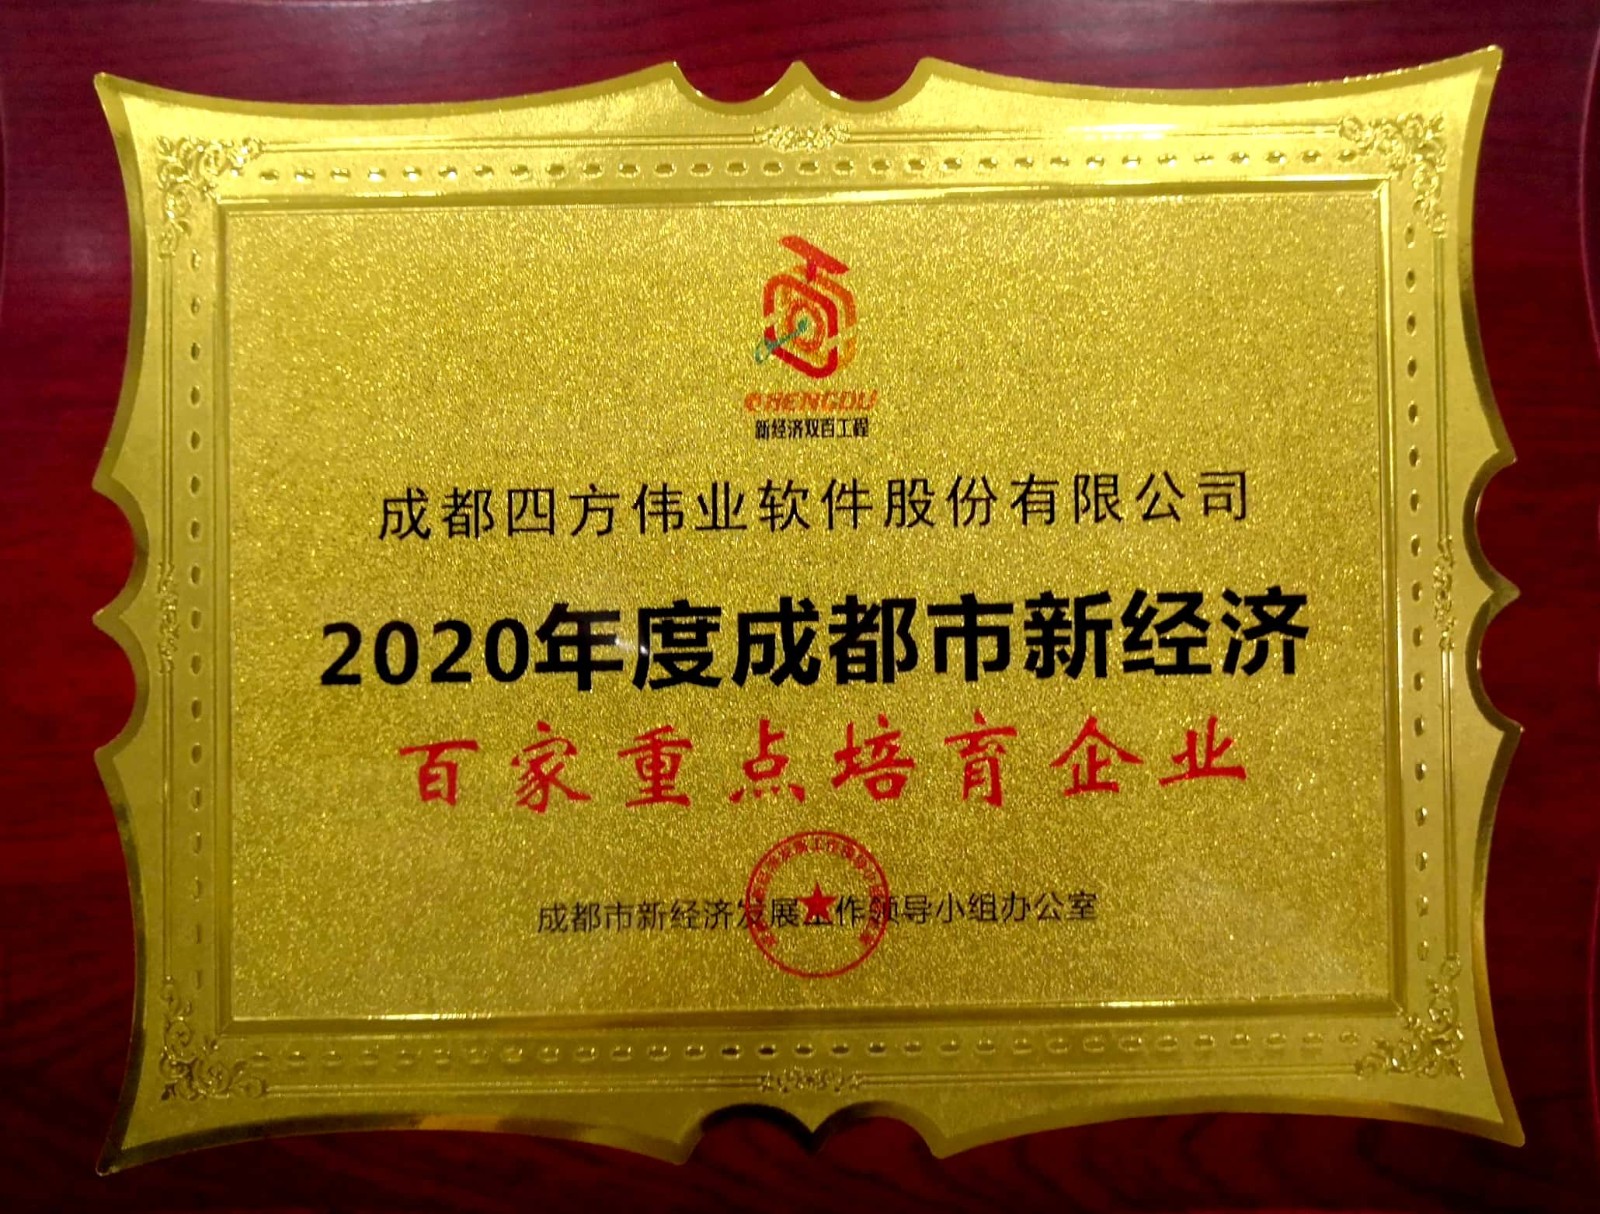 CHENGDU
新经济双百工程
成都四方伟业软件股份有限公司
2020年度成都市新经济
百家重点培育企业
成都市新经济发展工作领导小组办公室